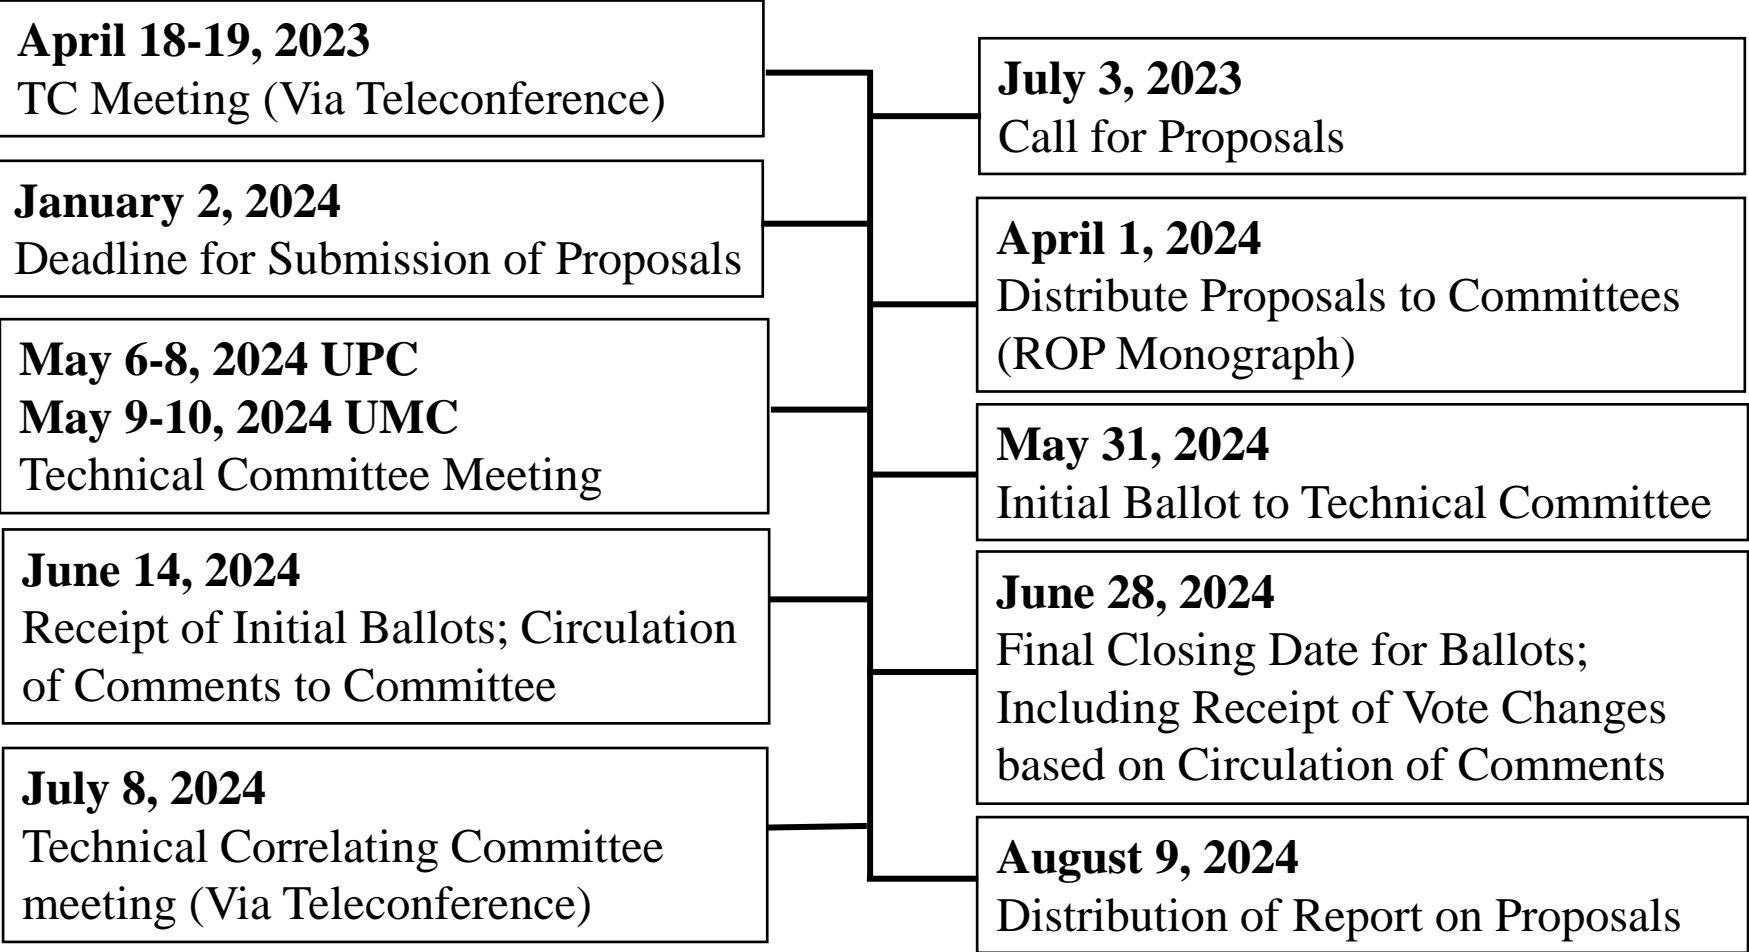 April 18-19, 2023
TC Meeting (Via Teleconference)
July 3, 2023
Call for Proposals
January 2, 2024
Deadline for Submission of Proposals
April 1, 2024
Distribute Proposals to Committees
(ROP Monograph)
May 6-8, 2024 UPC
May 9-10, 2024 UMC
Technical Committee Meeting
May 31, 2024
Initial Ballot to Technical Committee
June 14, 2024
Receipt of Initial Ballots; Circulation
of Comments to Committee
June 28, 2024
Final Closing Date for Ballots;
Including Receipt of Vote Changes
based on Circulation of Comments
July 8, 2024
Technical Correlating Committee
meeting (Via Teleconference)
August 9, 2024
Distribution of Report on Proposals